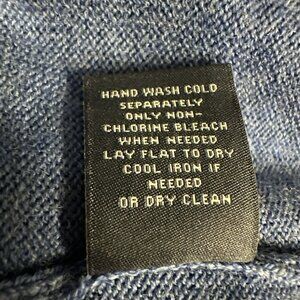 HAND WASH COLD
SEPARATELY
ONLY NON-
CHLORINE BLEACH
WHEN NEEDED
LAY FLAT TO DRY
COOL IRON IF
NEEDED
OR DRY CLEAN